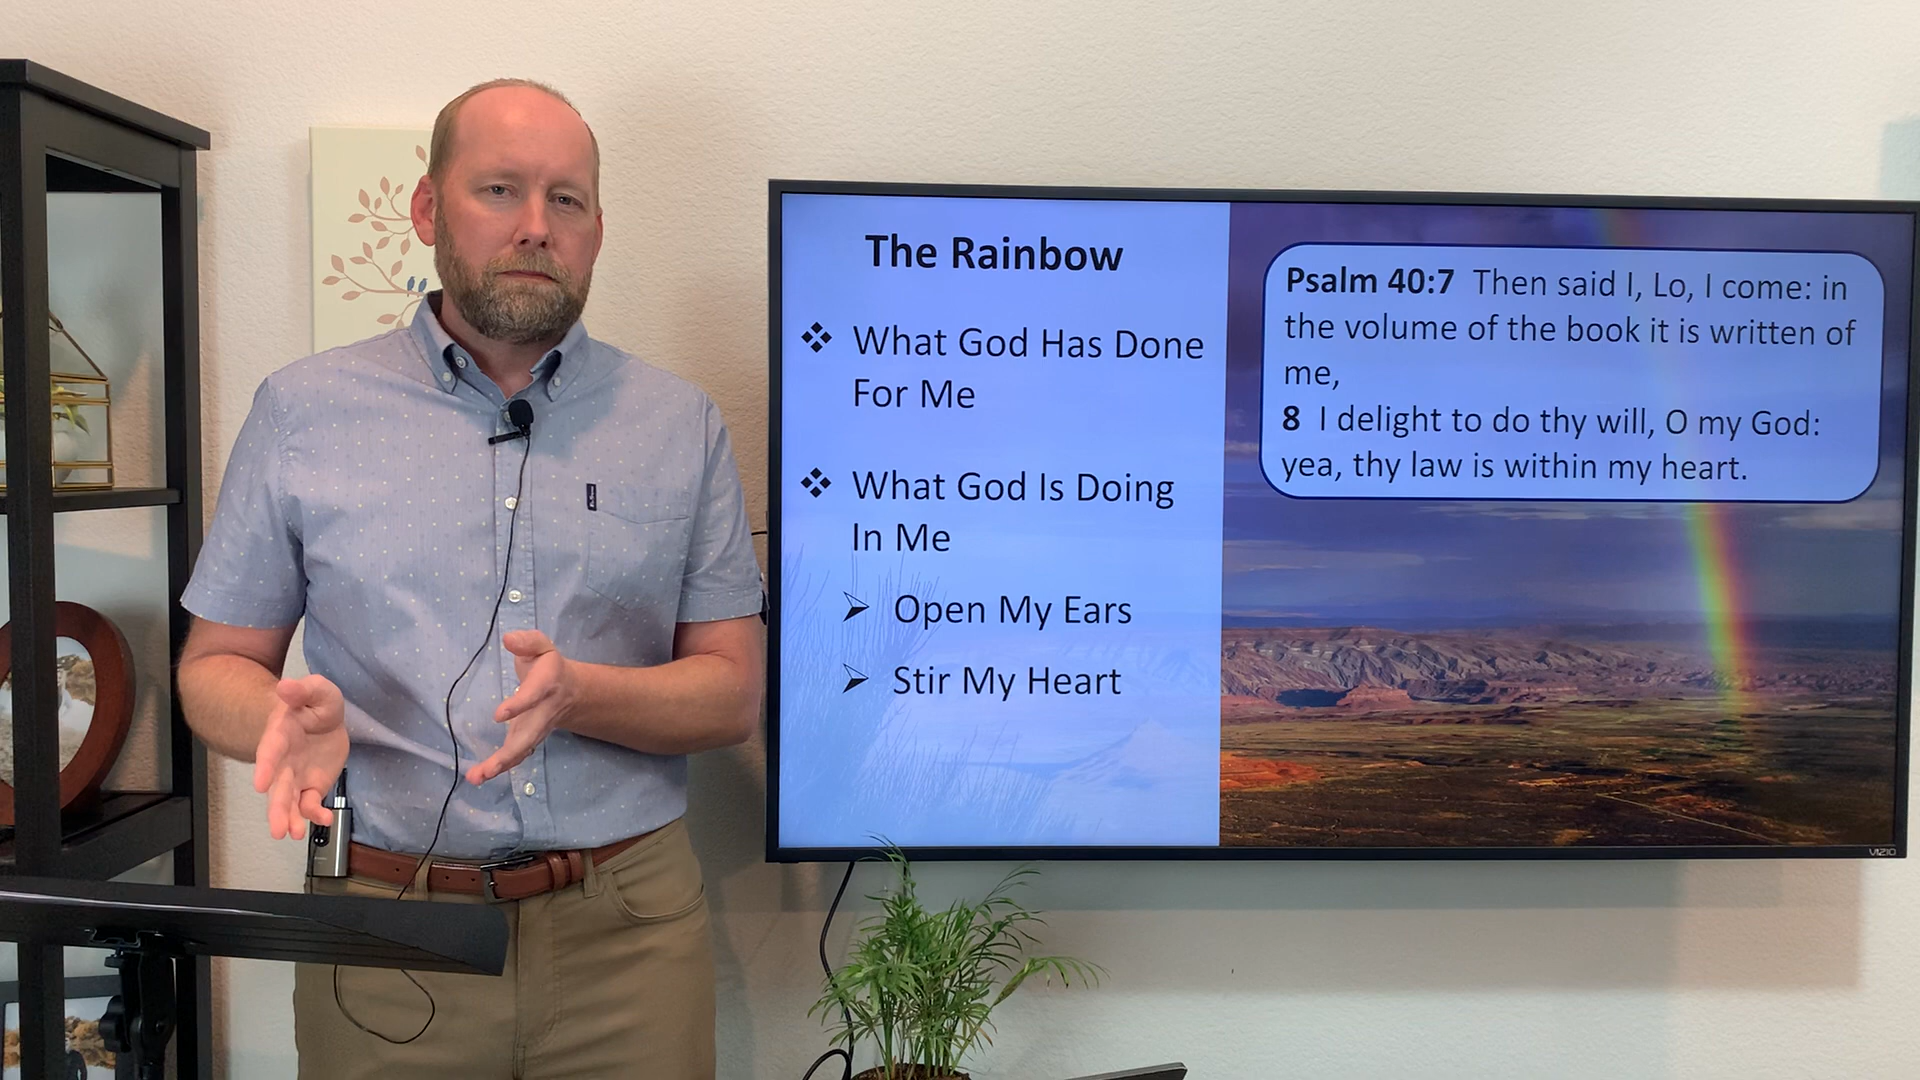 The Rainbow
What God Has Done
For Me
What God Is Doing
In Me
Open My Ears
Stir My Heart
Psalm 40:7 Then said I, Lo, I come: in
the volume of the book it is written of
me,
8 I delight to do thy will, O my God:
yea, thy law is within my heart.
VIZIO